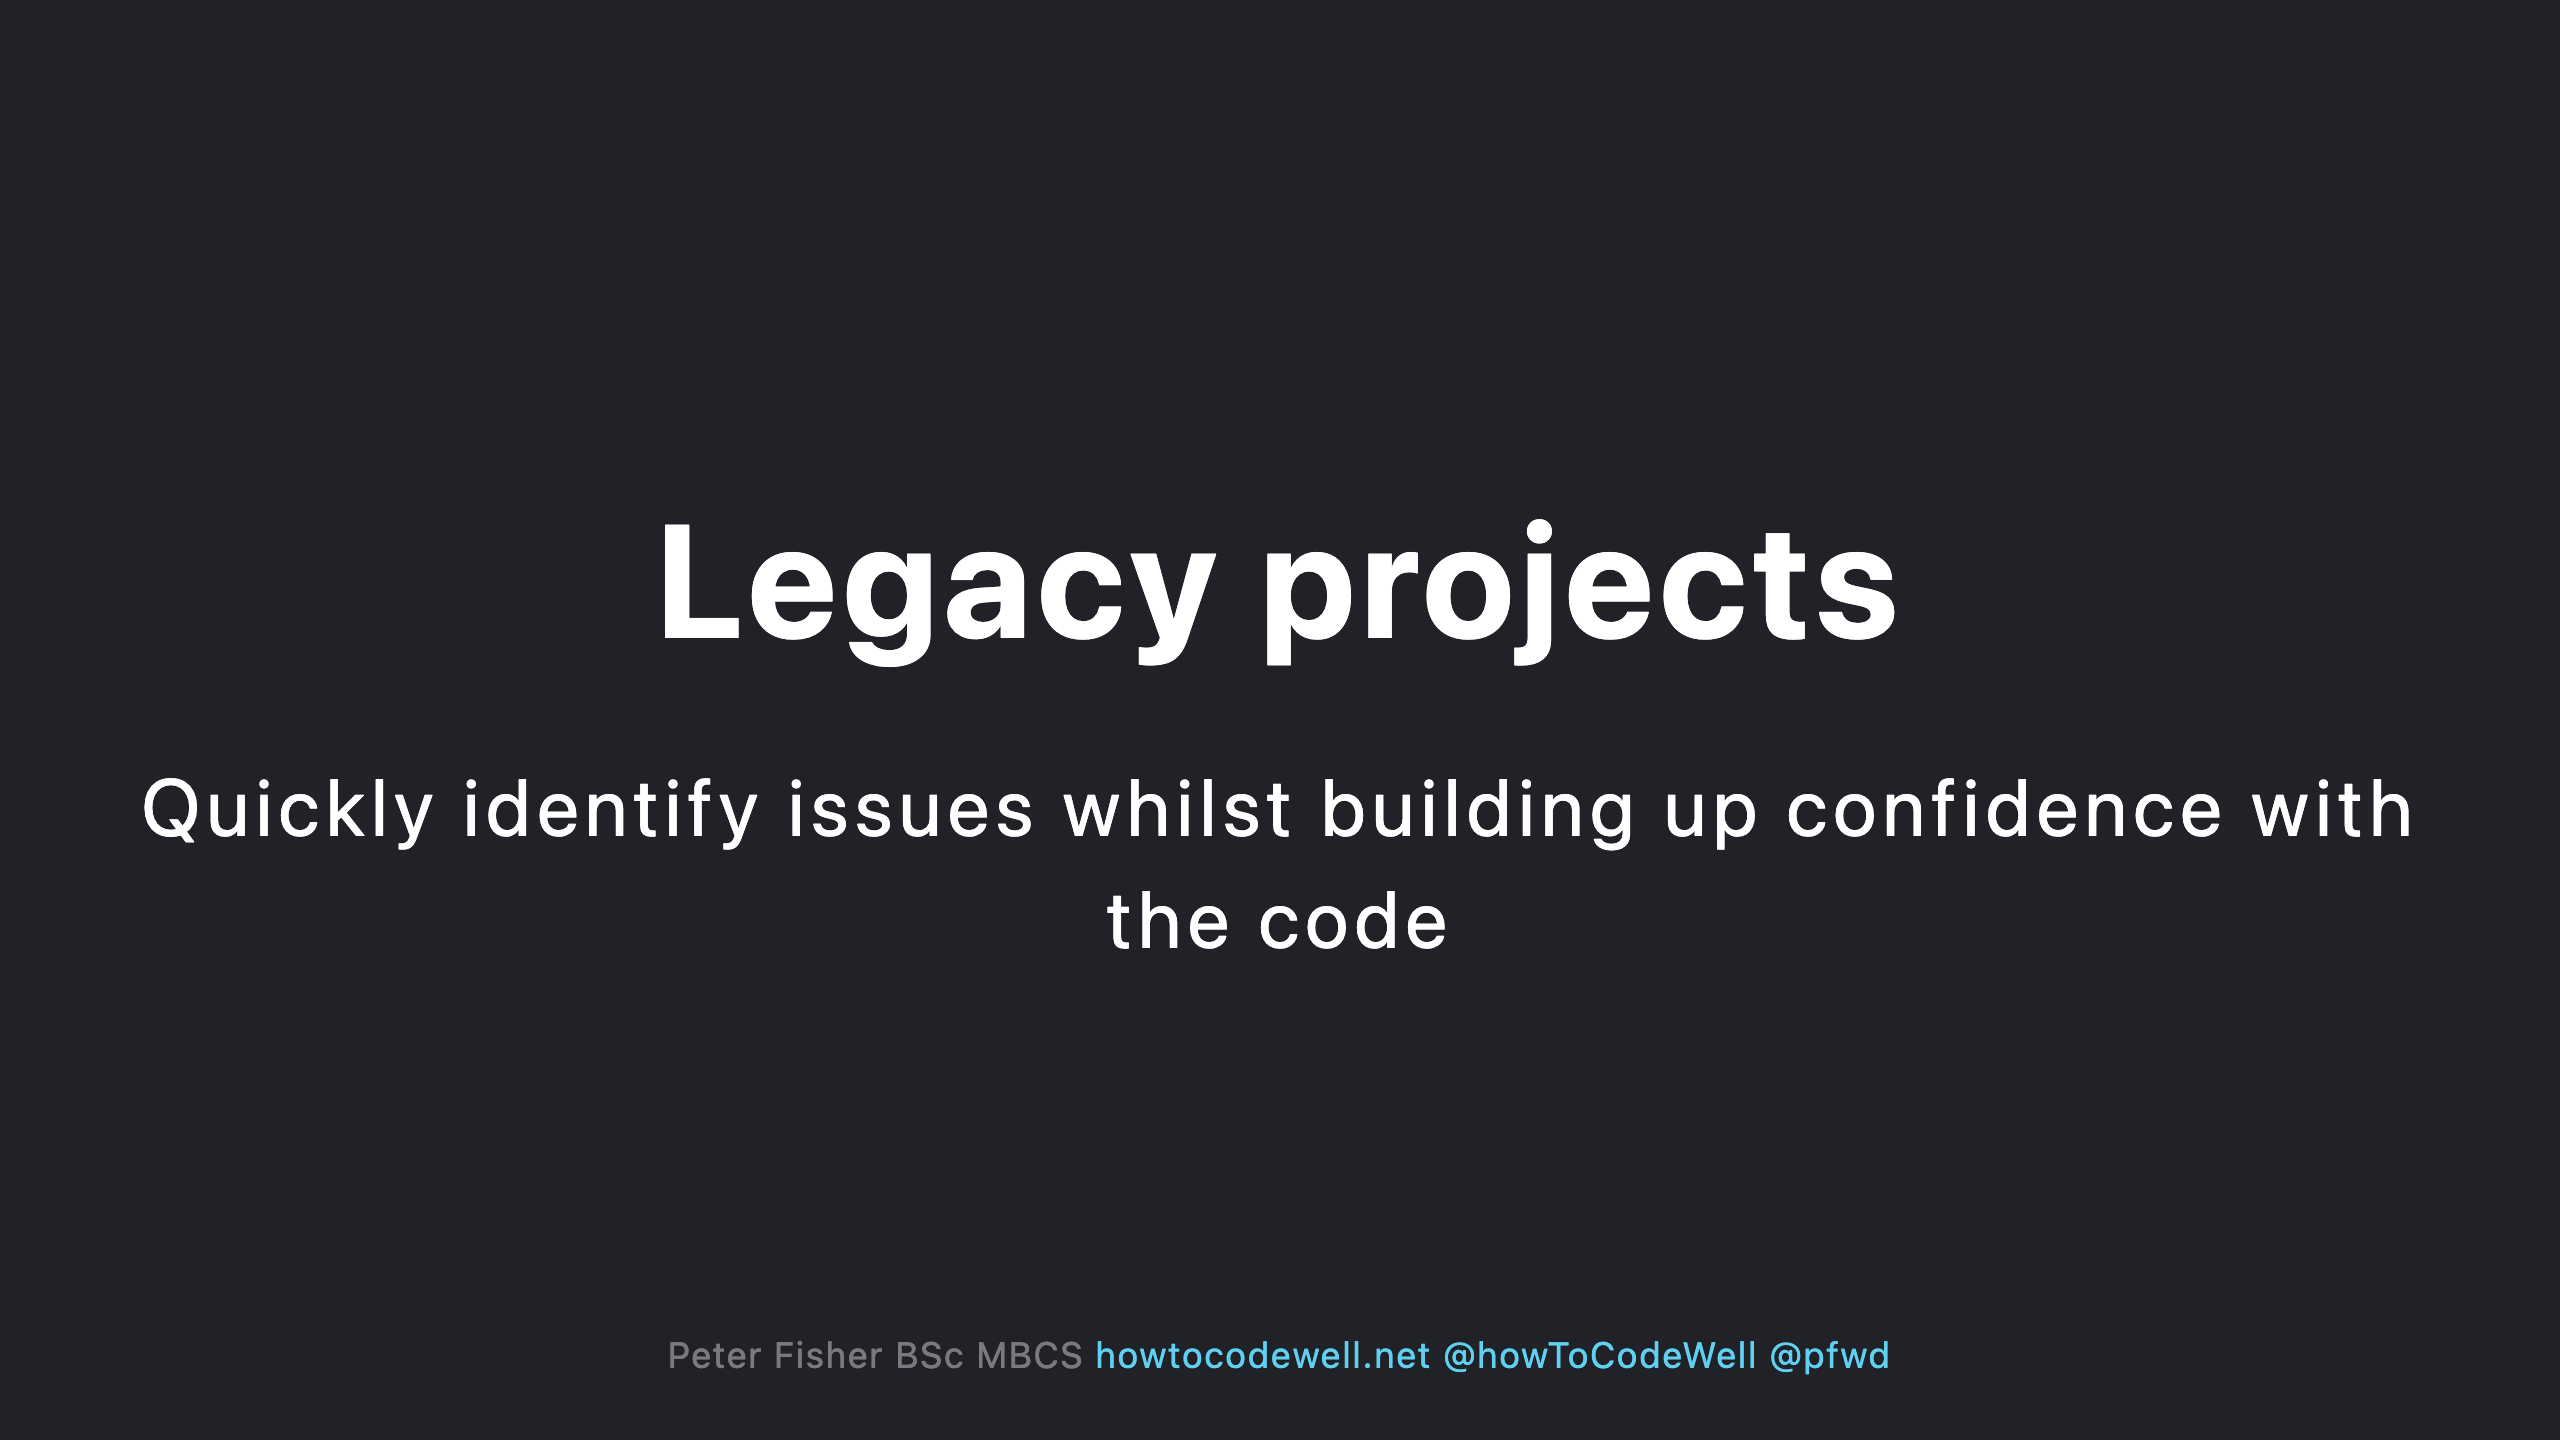 Legacy projects
Quickly identify issues whilst building up confidence with
the code
Peter Fisher BSc MBCS howtocodewell.net @howToCodeWell @pfwd